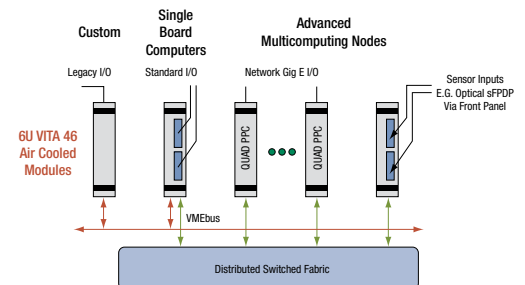 Custom
Single
Board
Computers
Advanced
Multicomputing Nodes
Legacy I/O
Standard I/O
Network Gig E I/O
Sensor Inputs
E.G. Optical sFPDP
Via Front Panel
6U VITA 46
Air Cooled
Modules
QUAD PPC
QUAD PPC
VMEbus
Distributed Switched Fabric